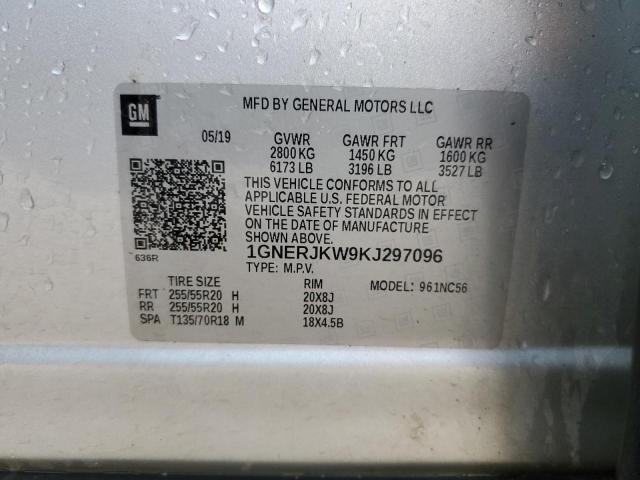 GM
MFD BY GENERAL MOTORS LLC
05/19 GVWR GAWR FRT GAWR RR
2800 KG 1450 KG 1600 KG
6173 LB 3196 LB 3527 LB
THIS VEHICLE CONFORMS TO ALL
APPLICABLE U.S. FEDERAL MOTOR
VEHICLE SAFETY STANDARDS IN EFFECT
ON THE DATE OF MANUFACTURE
SHOWN ABOVE.
636R
1GNERJKW9KJ297096
TYPE: M.P.V. MODEL: 961NC56
TIRE SIZE RIM
FRT 255/55R20 H 20X8J
RR 255/55R20 H 20X8J
SPA T135/70R18 M 18X4.5B